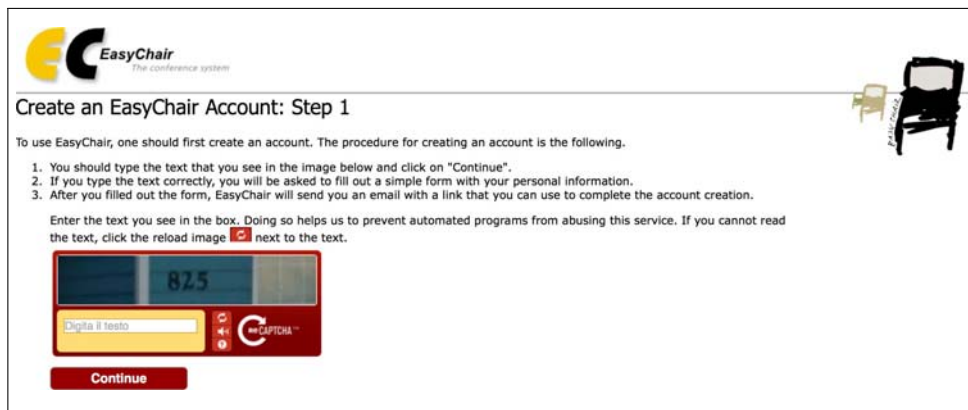 EC EasyChair
The conference system
EASY CHAIR
Create an EasyChair Account: Step 1
To use EasyChair, one should first create an account. The procedure for creating an account is the following.
1. You should type the text that you see in the image below and click on "Continue".
2. If you type the text correctly, you will be asked to fill out a simple form with your personal information.
3. After you filled out the form, EasyChair will send you an email with a link that you can use to complete the account creation.
Enter the text you see in the box. Doing so helps us to prevent automated programs from abusing this service. If you cannot read
the text, click the reload image next to the text.
825
Digita il testo
reCAPTCHA™
Continue